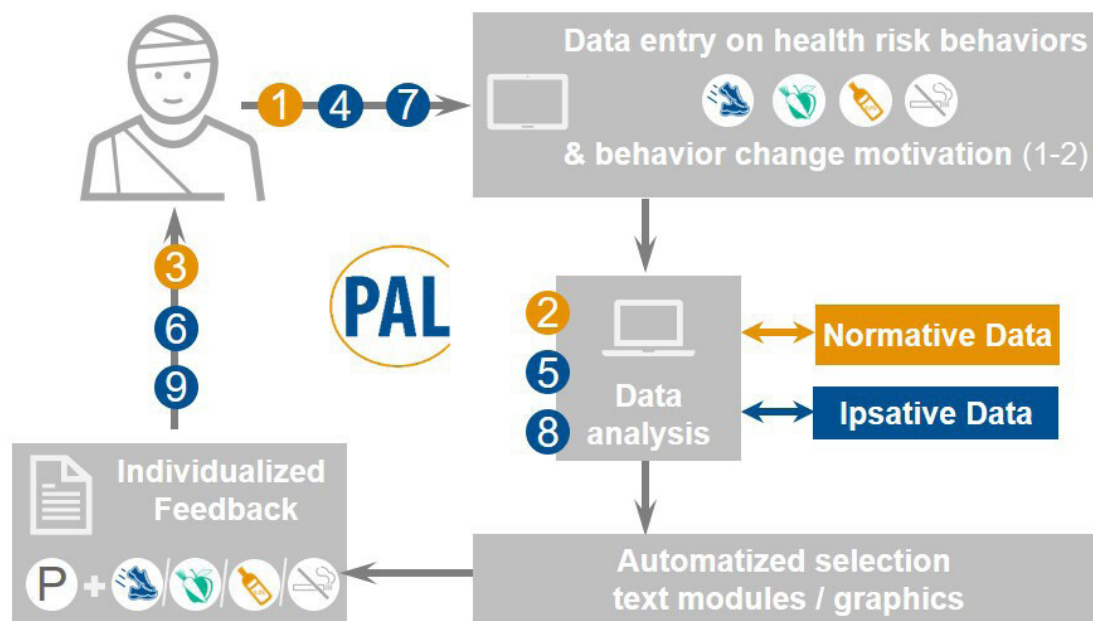 Data entry on health risk behaviors
1 4 7
& behavior change motivation (1-2)
3
6
9
PAL
2
5
8
Data
analysis
Normative Data
Ipsative Data
Individualized
Feedback
P + / / /
Automatized selection
text modules / graphics